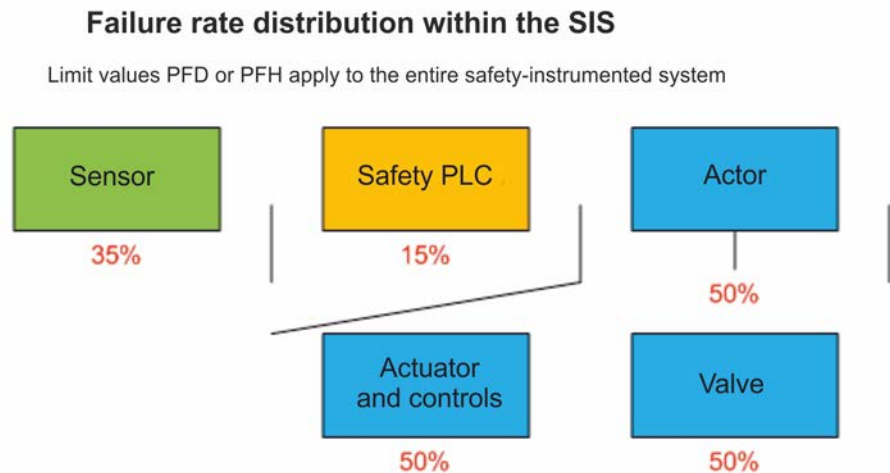 Failure rate distribution within the SIS
Limit values PFD or PFH apply to the entire safety-instrumented system
Sensor
Safety PLC
Actor
35%
15%
50%
Actuator
and controls
Valve
50%
50%